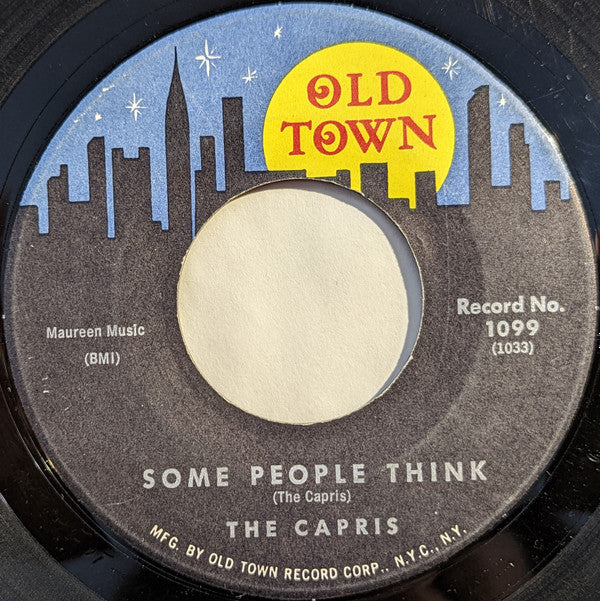 OLD
TOWN
Maureen Music
(BMI)
Record No.
1099
(1033)
SOME PEOPLE THINK
(The Capris)
THE CAPRIS
MFG. BY OLD TOWN RECORD CORP., N.Y.C., N.Y.